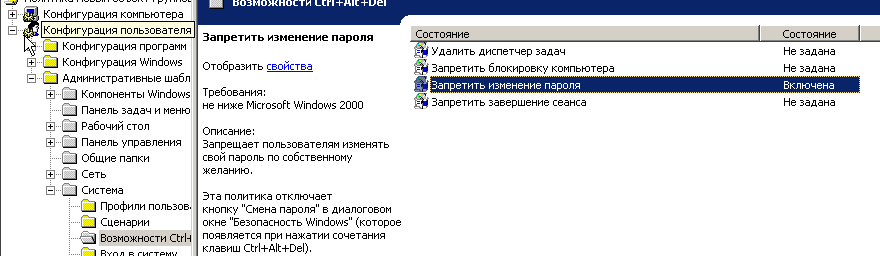 Возможности Ctrl+Alt+Del
Конфигурация компьютера
Конфигурация пользователя
Конфигурация программ
Конфигурация Windows
Административные шабл
Компоненты Windows
Панель задач и меню
Рабочий стол
Панель управления
Общие папки
Сеть
Система
Профили пользова
Сценарии
Возможности Ctrl+
Вход в систему
Запретить изменение пароля
Отобразить свойства
Требования:
не ниже Microsoft Windows 2000
Описание:
Запрещает пользователям изменять
свой пароль по собственному
желанию.
Эта политика отключает
кнопку "Смена пароля" в диалоговом
окне "Безопасность Windows" (которое
появляется при нажатии сочетания
клавиш Ctrl+Alt+Del).
Состояние Состояние
Удалить диспетчер задач Не задана
Запретить блокировку компьютера Не задана
Запретить изменение пароля Включена
Запретить завершение сеанса Не задана